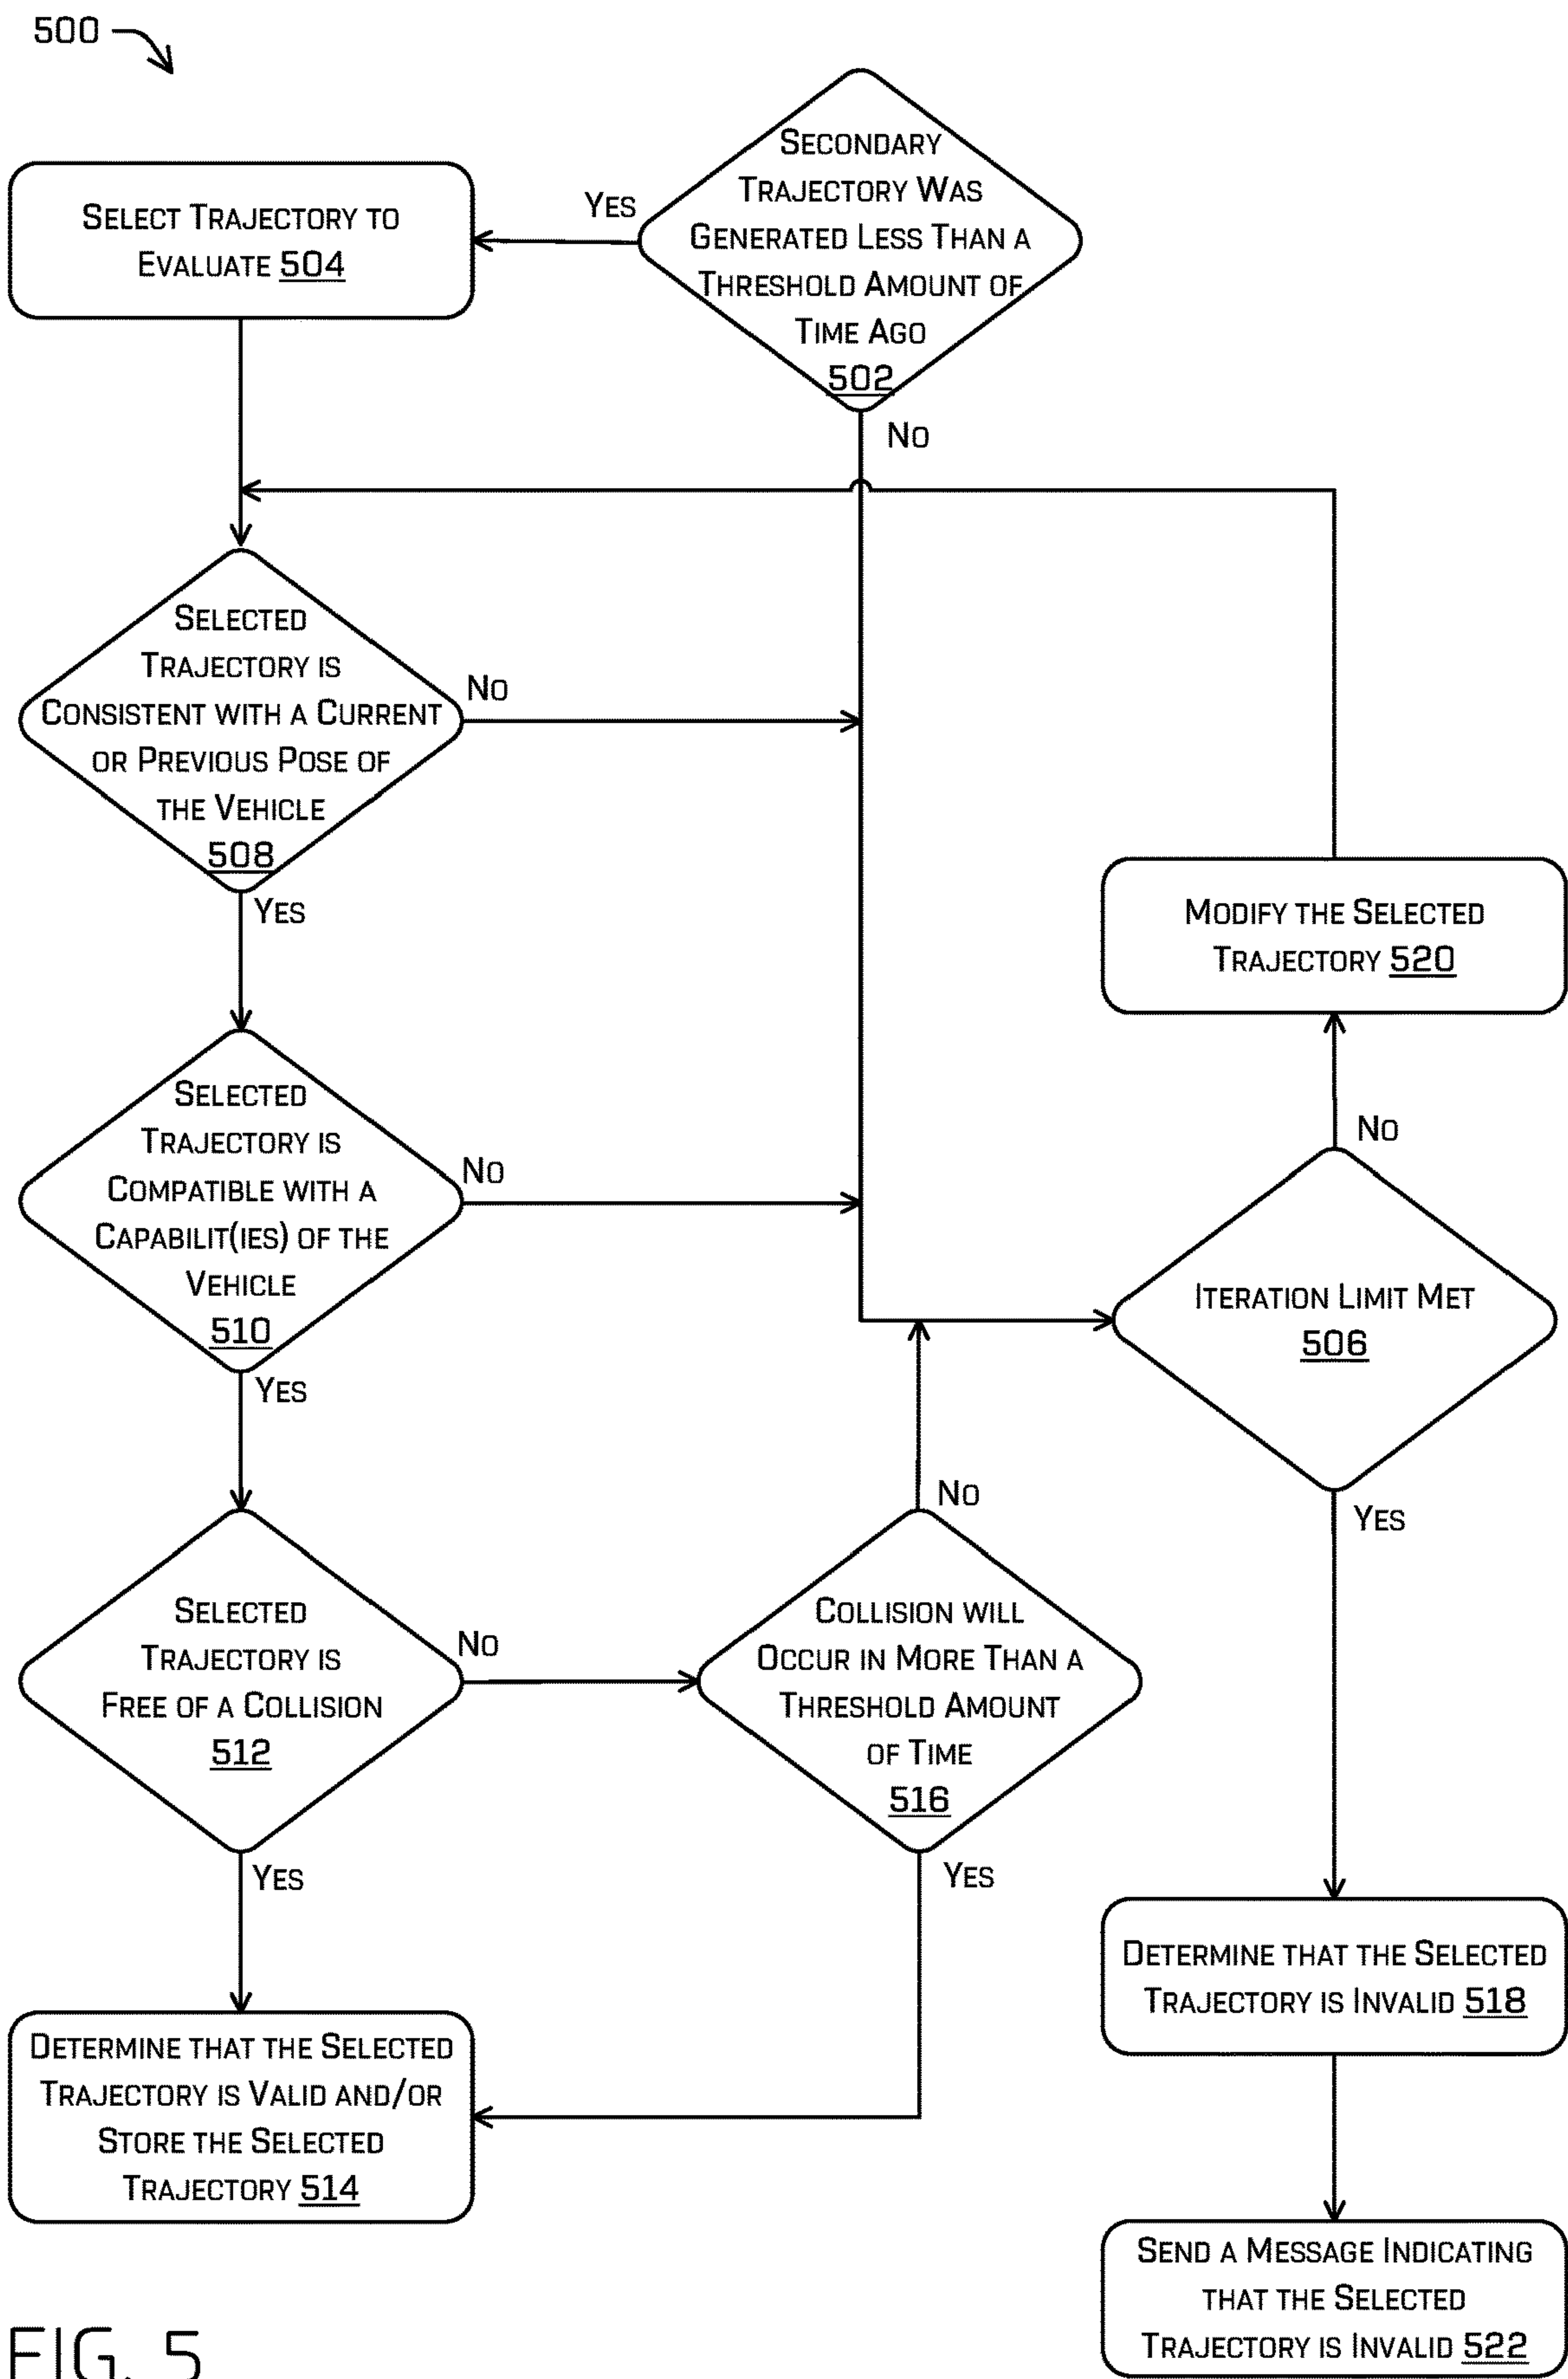 500
SECONDARY
TRAJECTORY WAS
GENERATED LESS THAN A
THRESHOLD AMOUNT OF
TIME AGO
502
YES
NO
SELECT TRAJECTORY TO
EVALUATE 504
SELECTED
TRAJECTORY IS
CONSISTENT WITH A CURRENT
OR PREVIOUS POSE OF
THE VEHICLE
508
NO
YES
MODIFY THE SELECTED
TRAJECTORY 520
SELECTED
TRAJECTORY IS
COMPATIBLE WITH A
CAPABILIT(IES) OF THE
VEHICLE
510
NO
YES
NO
ITERATION LIMIT MET
506
YES
SELECTED
TRAJECTORY IS
FREE OF A COLLISION
512
NO
YES
NO
COLLISION WILL
OCCUR IN MORE THAN A
THRESHOLD AMOUNT
OF TIME
516
YES
DETERMINE THAT THE SELECTED
TRAJECTORY IS INVALID 518
DETERMINE THAT THE SELECTED
TRAJECTORY IS VALID AND/OR
STORE THE SELECTED
TRAJECTORY 514
SEND A MESSAGE INDICATING
THAT THE SELECTED
TRAJECTORY IS INVALID 522
FIG. 5